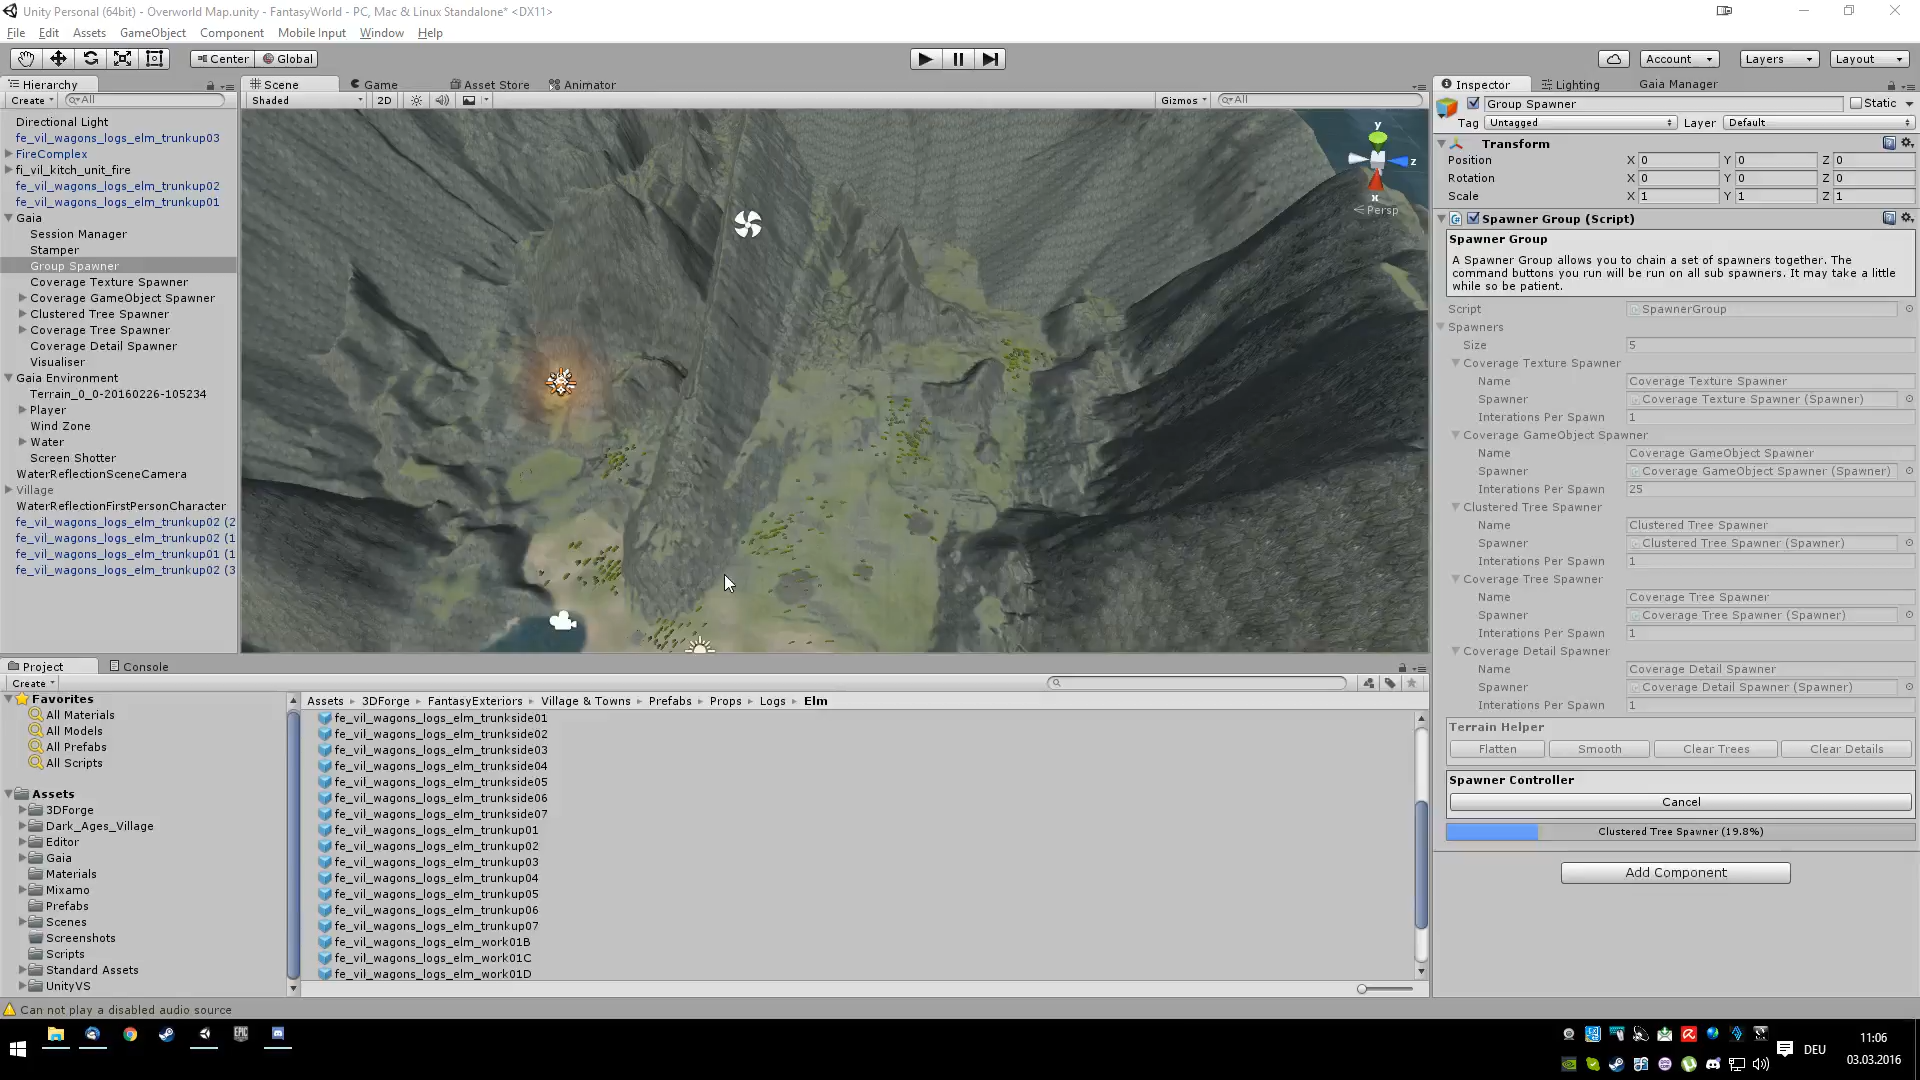 Unity Personal (64bit) - Overworld Map.unity - FantasyWorld - PC, Mac & Linux Standalone* <DX11>
File Edit Assets GameObject Component Mobile Input Window Help
Center Global
Account Layers Layout
Hierarchy
Create All
Directional Light
fe_vil_wagons_logs_elm_trunkup03
FireComplex
fi_vil_kitch_unit_fire
fe_vil_wagons_logs_elm_trunkup02
fe_vil_wagons_logs_elm_trunkup01
Gaia
Session Manager
Stamper
Group Spawner
Coverage Texture Spawner
Coverage GameObject Spawner
Clustered Tree Spawner
Coverage Tree Spawner
Coverage Detail Spawner
Visualiser
Gaia Environment
Terrain_0_0-20160226-105234
Player
Wind Zone
Water
Screen Shotter
WaterReflectionSceneCamera
Village
WaterReflectionFirstPersonCharacter
fe_vil_wagons_logs_elm_trunkup02 (2
fe_vil_wagons_logs_elm_trunkup02 (1
fe_vil_wagons_logs_elm_trunkup01 (1
fe_vil_wagons_logs_elm_trunkup02 (3
Scene Game Asset Store Animator
Shaded 2D Gizmos All
y
z
x
Persp
Inspector Lighting Gaia Manager
Group Spawner Static
Tag Untagged Layer Default
Transform
Position X 0 Y 0 Z 0
Rotation X 0 Y 0 Z 0
Scale X 1 Y 1 Z 1
Spawner Group (Script)
Spawner Group
A Spawner Group allows you to chain a set of spawners together. The
command buttons you run will be run on all sub spawners. It may take a little
while so be patient.
Script SpawnerGroup
Spawners
Size 5
Coverage Texture Spawner
Name Coverage Texture Spawner
Spawner Coverage Texture Spawner (Spawner)
Interations Per Spawn 1
Coverage GameObject Spawner
Name Coverage GameObject Spawner
Spawner Coverage GameObject Spawner (Spawner)
Interations Per Spawn 25
Clustered Tree Spawner
Name Clustered Tree Spawner
Spawner Clustered Tree Spawner (Spawner)
Interations Per Spawn 1
Coverage Tree Spawner
Name Coverage Tree Spawner
Spawner Coverage Tree Spawner (Spawner)
Interations Per Spawn 1
Coverage Detail Spawner
Name Coverage Detail Spawner
Spawner Coverage Detail Spawner (Spawner)
Interations Per Spawn 1
Terrain Helper
Flatten Smooth Clear Trees Clear Details
Spawner Controller
Cancel
Clustered Tree Spawner (19.8%)
Add Component
Project Console
Create
Favorites
All Materials
All Models
All Prefabs
All Scripts
Assets
3DForge
Dark_Ages_Village
Editor
Gaia
Materials
Mixamo
Prefabs
Scenes
Screenshots
Scripts
Standard Assets
UnityVS
Assets 3DForge FantasyExteriors Village & Towns Prefabs Props Logs Elm
fe_vil_wagons_logs_elm_trunkside01
fe_vil_wagons_logs_elm_trunkside02
fe_vil_wagons_logs_elm_trunkside03
fe_vil_wagons_logs_elm_trunkside04
fe_vil_wagons_logs_elm_trunkside05
fe_vil_wagons_logs_elm_trunkside06
fe_vil_wagons_logs_elm_trunkside07
fe_vil_wagons_logs_elm_trunkup01
fe_vil_wagons_logs_elm_trunkup02
fe_vil_wagons_logs_elm_trunkup03
fe_vil_wagons_logs_elm_trunkup04
fe_vil_wagons_logs_elm_trunkup05
fe_vil_wagons_logs_elm_trunkup06
fe_vil_wagons_logs_elm_trunkup07
fe_vil_wagons_logs_elm_work01B
fe_vil_wagons_logs_elm_work01C
fe_vil_wagons_logs_elm_work01D
Can not play a disabled audio source
EPIC
DEU
11:06
03.03.2016